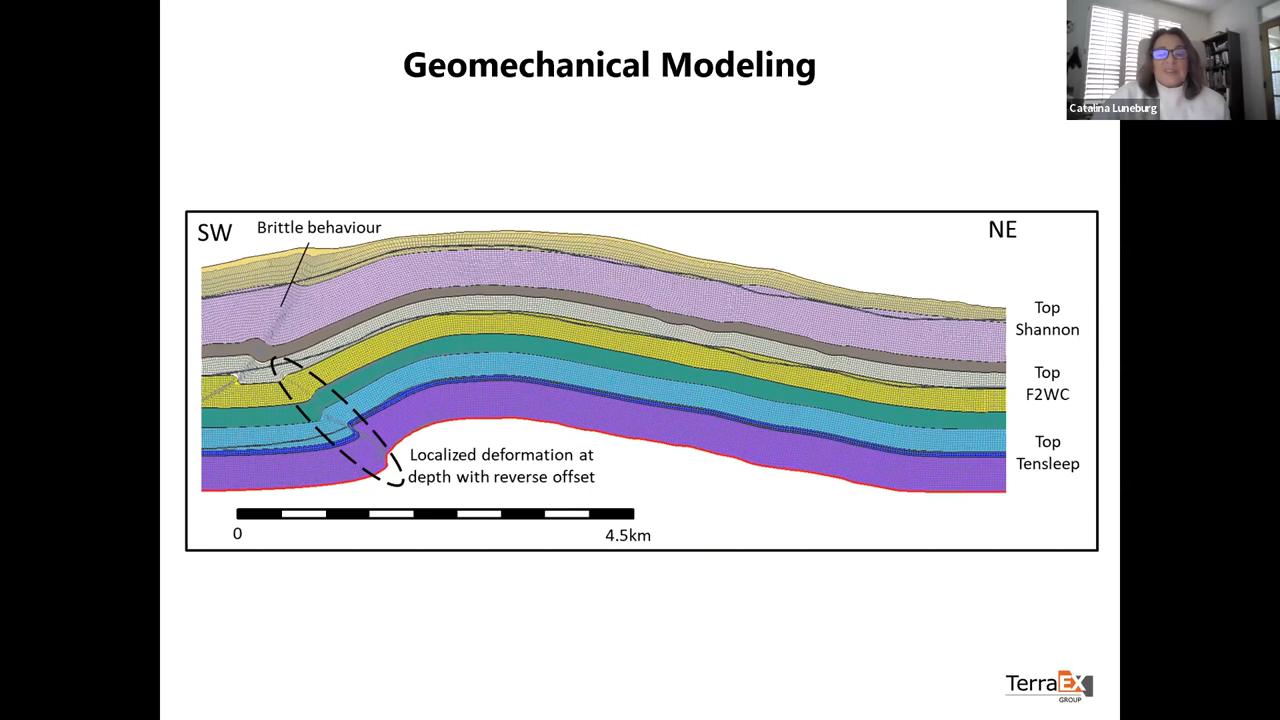 Geomechanical Modeling
Catalina Luneburg
SW
Brittle behaviour
NE
Top
Shannon
Top
F2WC
Top
Tensleep
Localized deformation at
depth with reverse offset
0
4.5km
TerraEX
GROUP